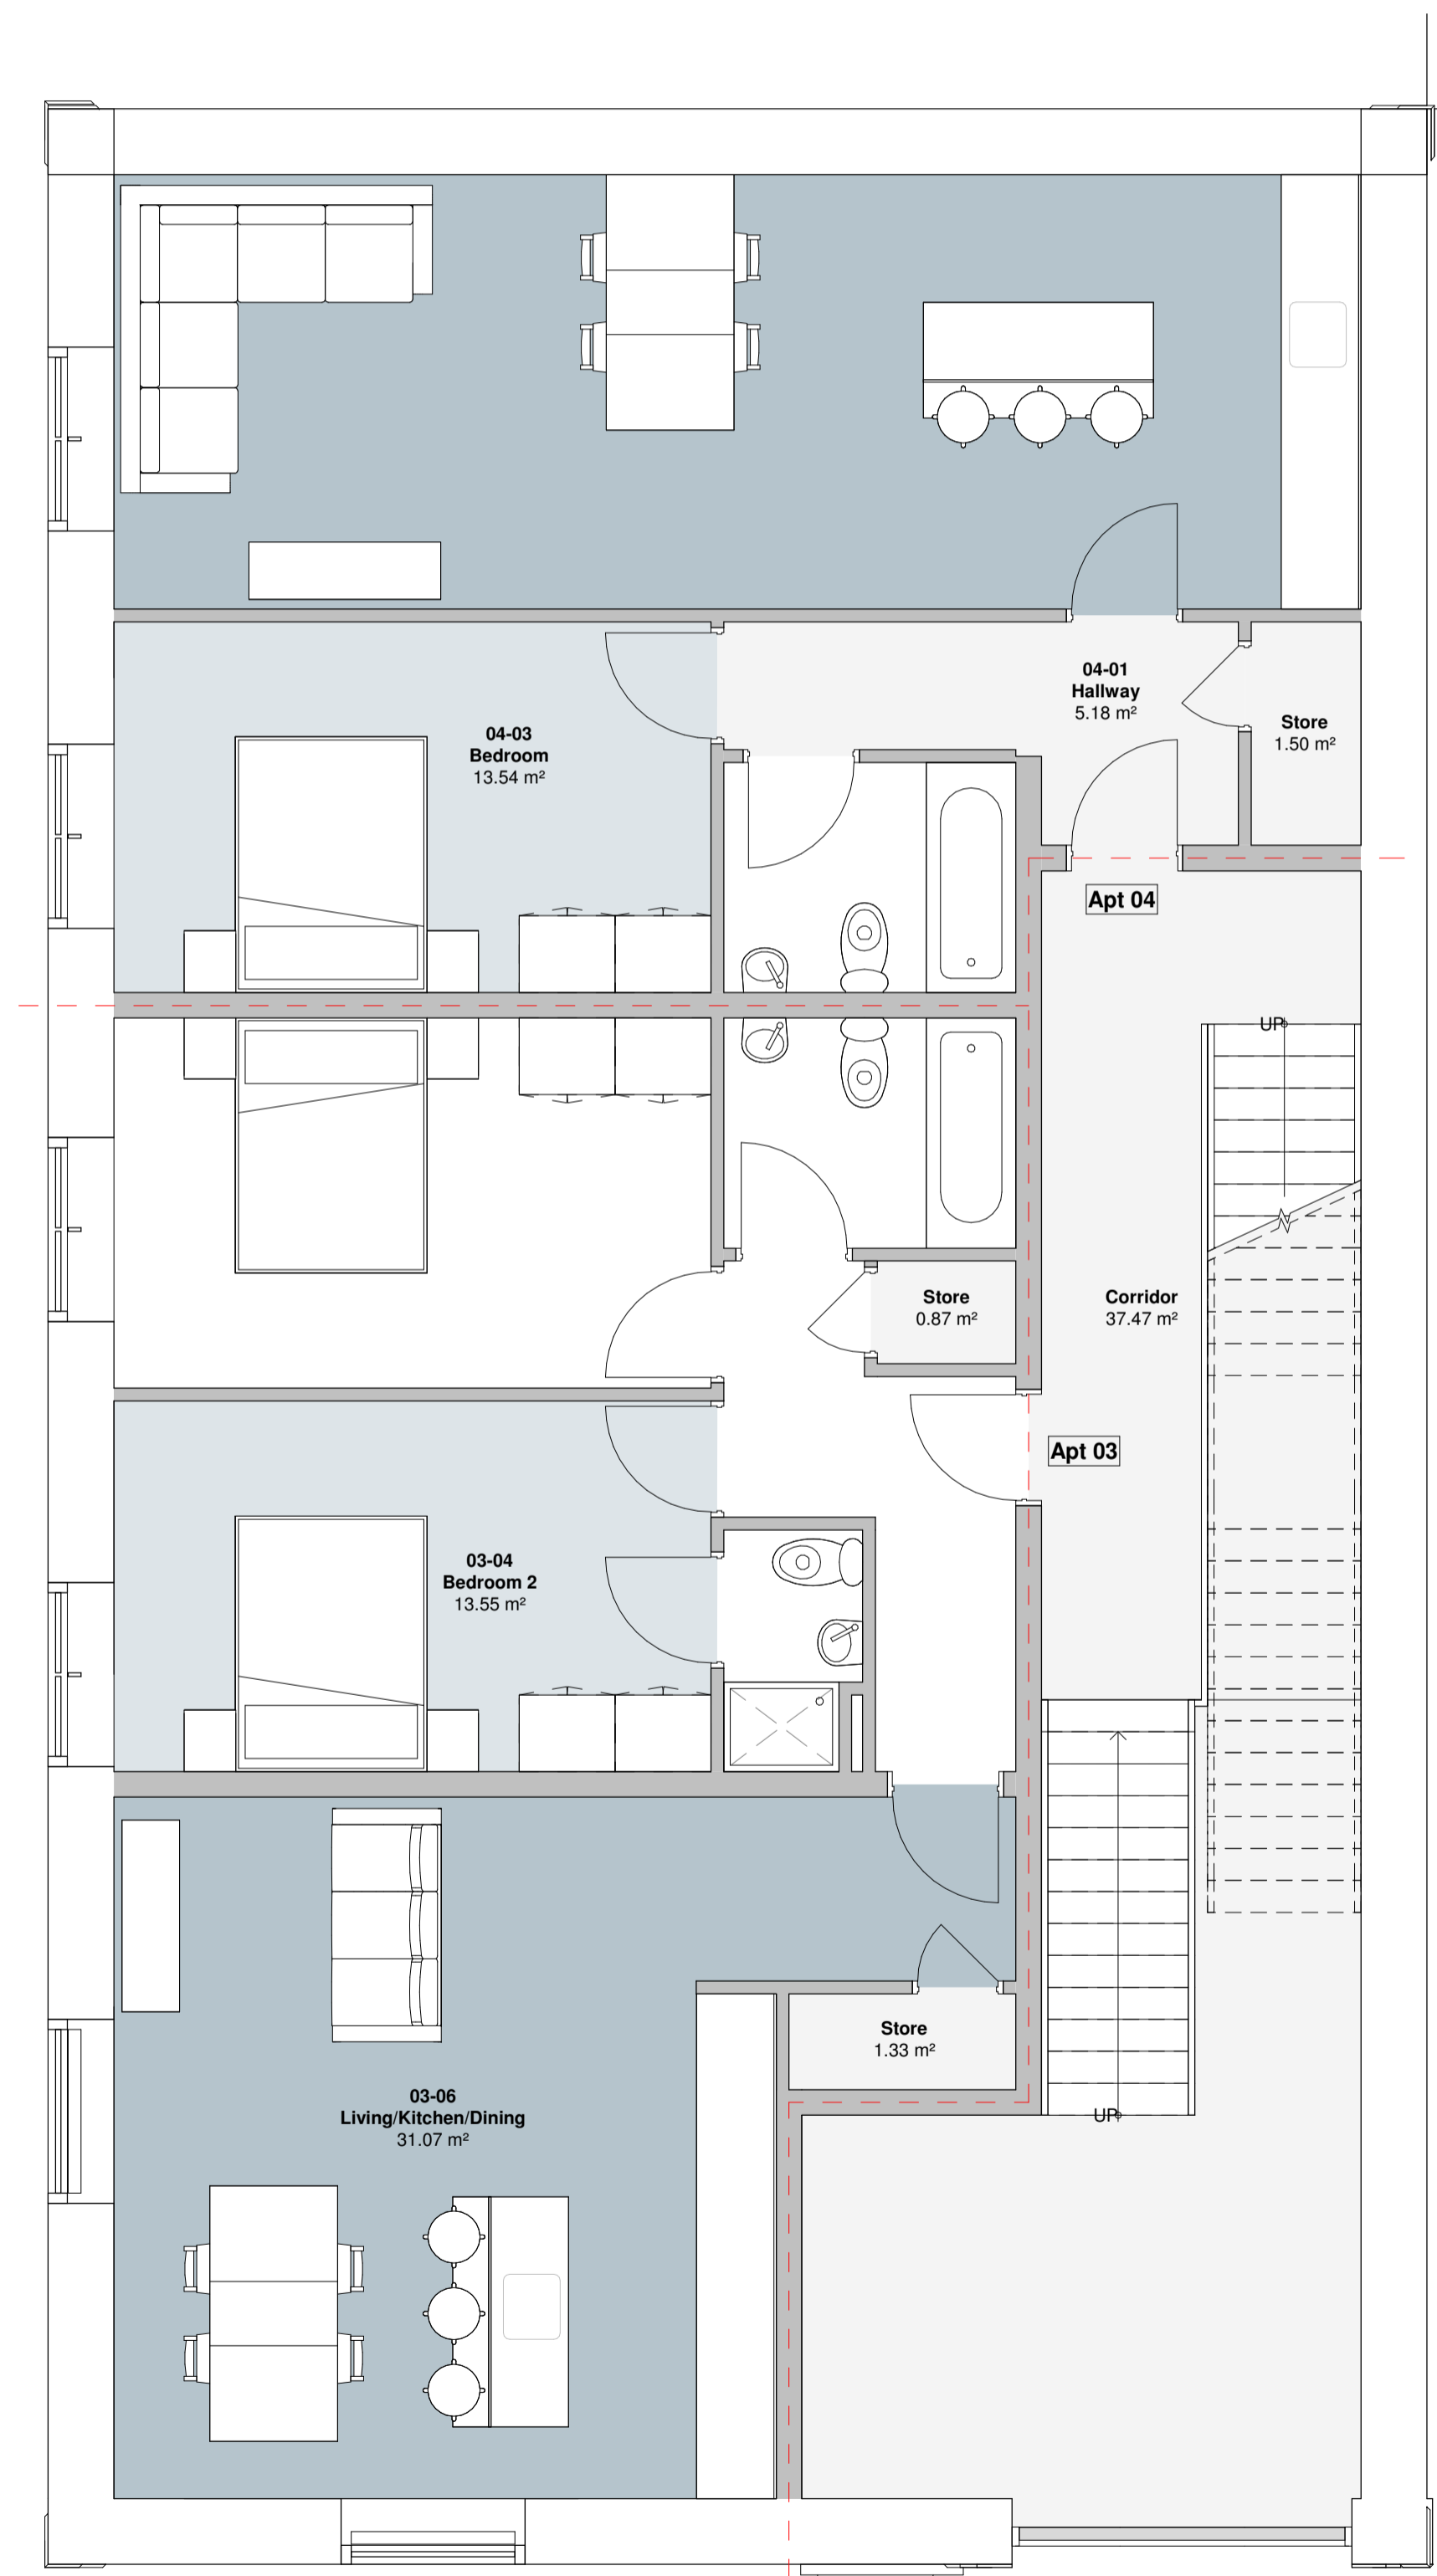 04-01
Hallway
5.18 m²
Store
1.50 m²
04-03
Bedroom
13.54 m²
Apt 04
UP
Store
0.87 m²
Corridor
37.47 m²
Apt 03
03-04
Bedroom 2
13.55 m²
Store
1.33 m²
03-06
Living/Kitchen/Dining
31.07 m²
UP